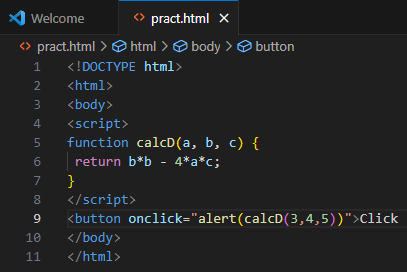 Welcome pract.html ×
pract.html > html > body > button
1 <!DOCTYPE html>
2 <html>
3 <body>
4 <script>
5 function calcD(a, b, c) {
6  return b*b - 4*a*c;
7 }
8 </script>
9 <button onclick="alert(calcD(3,4,5))">Click
10 </body>
11 </html>